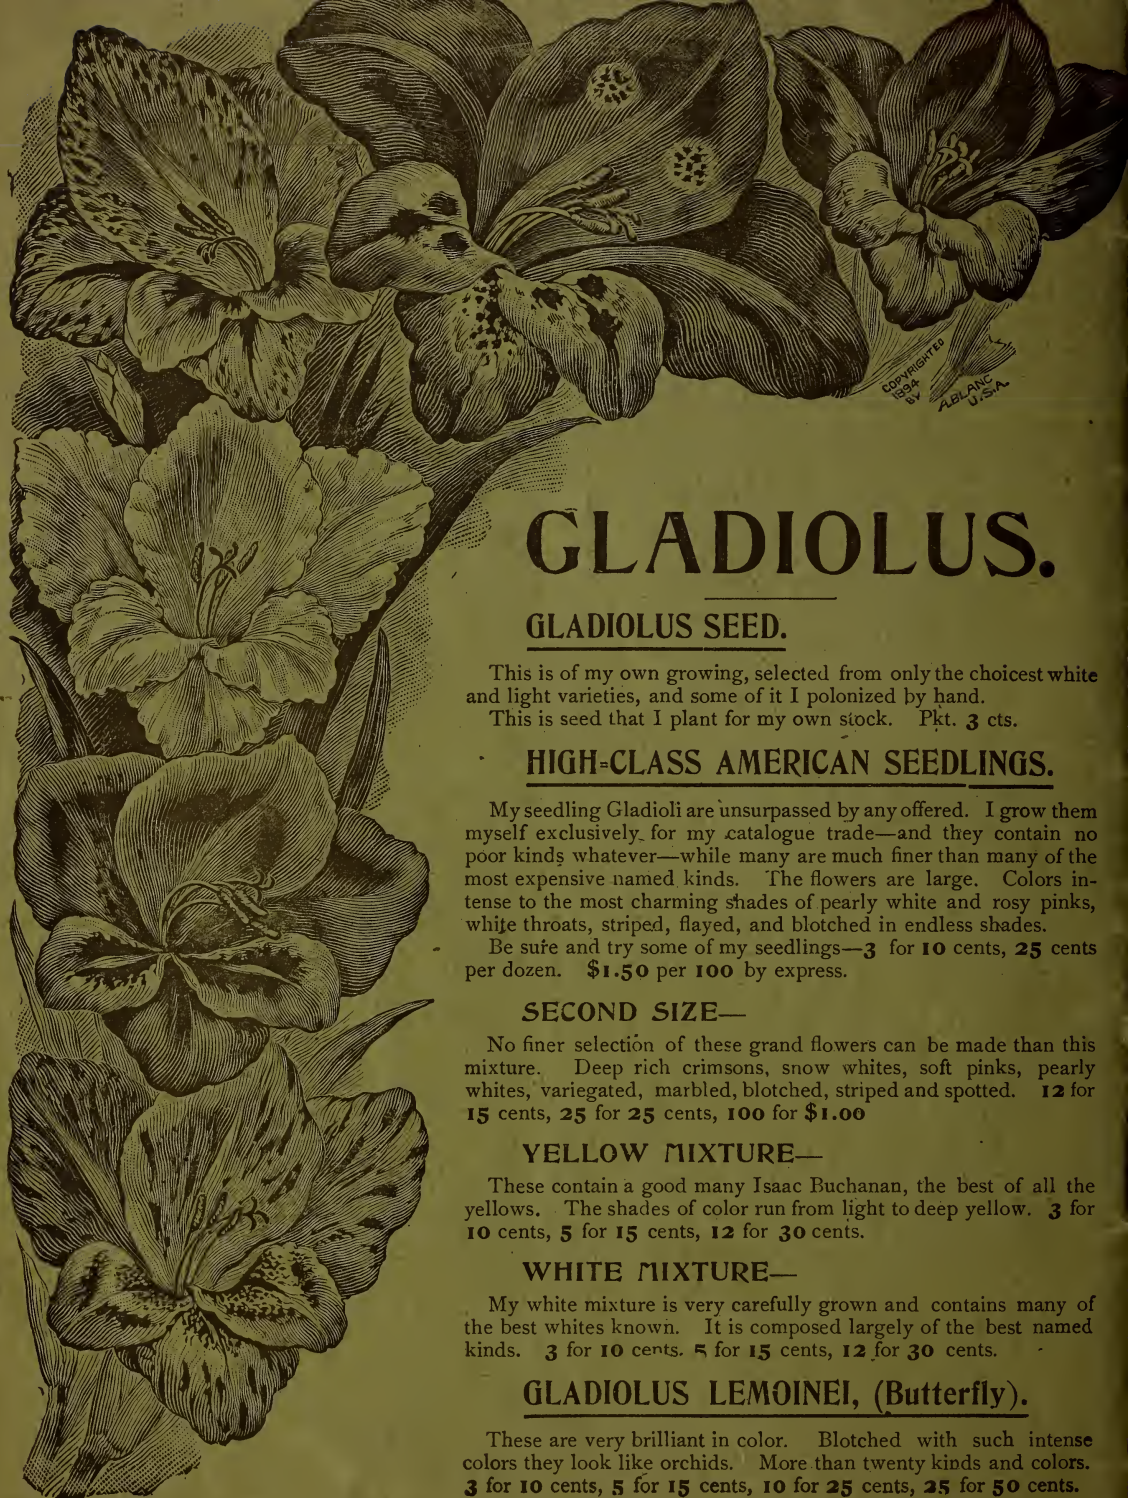 COPYRIGHTED
1894
BY
A.BLANC
U.S.A.
GLADIOLUS.
GLADIOLUS SEED.
This is of my own growing, selected from only the choicest white
and light varieties, and some of it I polonized by hand.
This is seed that I plant for my own stock. Pkt. 3 cts.
HIGH=CLASS AMERICAN SEEDLINGS.
My seedling Gladioli are unsurpassed by any offered. I grow them
myself exclusively for my catalogue trade—and they contain no
poor kinds whatever—while many are much finer than many of the
most expensive named kinds. The flowers are large. Colors in-
tense to the most charming shades of pearly white and rosy pinks,
white throats, striped, flayed, and blotched in endless shades.
Be sure and try some of my seedlings—3 for 10 cents, 25 cents
per dozen. $1.50 per 100 by express.
SECOND SIZE—
No finer selection of these grand flowers can be made than this
mixture. Deep rich crimsons, snow whites, soft pinks, pearly
whites, variegated, marbled, blotched, striped and spotted. 12 for
15 cents, 25 for 25 cents, 100 for $1.00
YELLOW MIXTURE—
These contain a good many Isaac Buchanan, the best of all the
yellows. The shades of color run from light to deep yellow. 3 for
10 cents, 5 for 15 cents, 12 for 30 cents.
WHITE MIXTURE—
My white mixture is very carefully grown and contains many of
the best whites known. It is composed largely of the best named
kinds. 3 for 10 cents. 5 for 15 cents, 12 for 30 cents.
GLADIOLUS LEMOINEI, (Butterfly).
These are very brilliant in color. Blotched with such intense
colors they look like orchids. More than twenty kinds and colors.
3 for 10 cents, 5 for 15 cents, 10 for 25 cents, 25 for 50 cents.